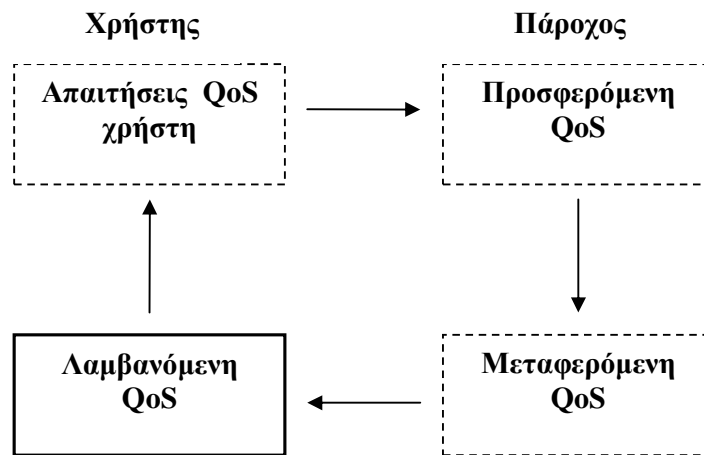 Χρήστης
Πάροχος
Απαιτήσεις QoS
χρήστη
Προσφερόμενη
QoS
Λαμβανόμενη
QoS
Μεταφερόμενη
QoS